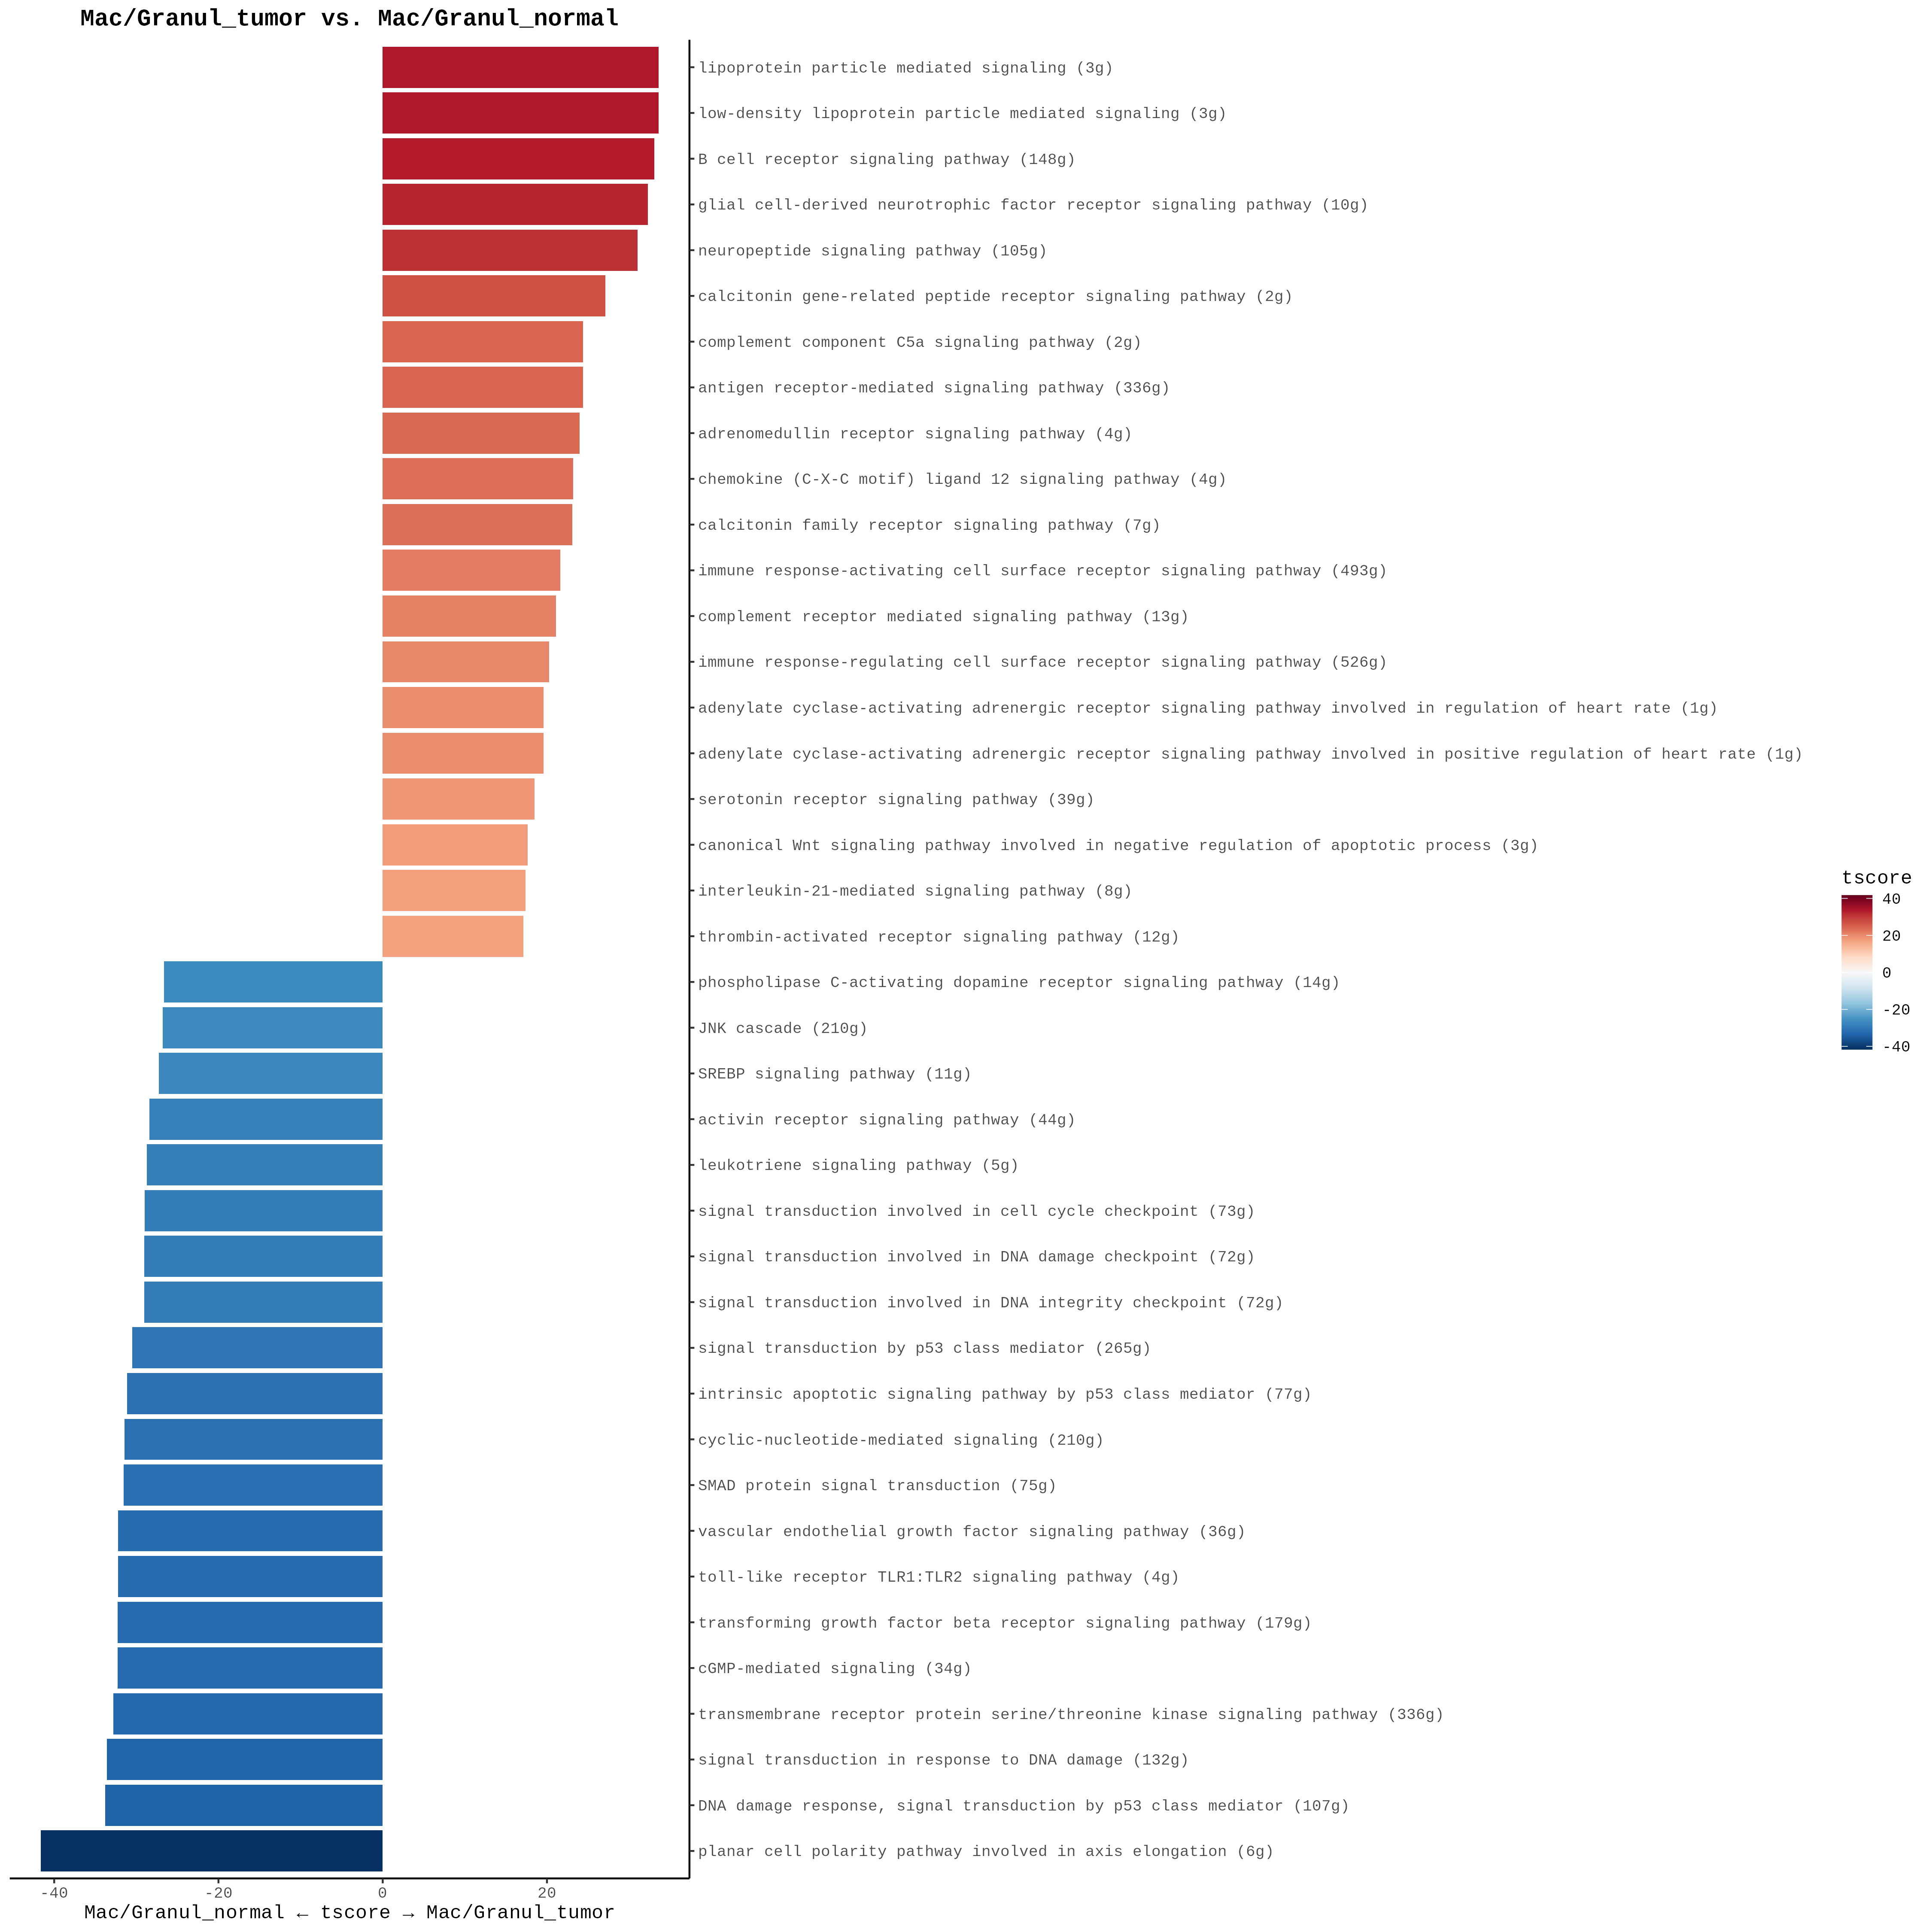 Mac/Granul_tumor vs. Mac/Granul_normal
lipoprotein particle mediated signaling (3g)
low-density lipoprotein particle mediated signaling (3g)
B cell receptor signaling pathway (148g)
glial cell-derived neurotrophic factor receptor signaling pathway (10g)
neuropeptide signaling pathway (105g)
calcitonin gene-related peptide receptor signaling pathway (2g)
complement component C5a signaling pathway (2g)
antigen receptor-mediated signaling pathway (336g)
adrenomedullin receptor signaling pathway (4g)
chemokine (C-X-C motif) ligand 12 signaling pathway (4g)
calcitonin family receptor signaling pathway (7g)
immune response-activating cell surface receptor signaling pathway (493g)
complement receptor mediated signaling pathway (13g)
immune response-regulating cell surface receptor signaling pathway (526g)
adenylate cyclase-activating adrenergic receptor signaling pathway involved in regulation of heart rate (1g)
adenylate cyclase-activating adrenergic receptor signaling pathway involved in positive regulation of heart rate (1g)
serotonin receptor signaling pathway (39g)
canonical Wnt signaling pathway involved in negative regulation of apoptotic process (3g)
interleukin-21-mediated signaling pathway (8g)
thrombin-activated receptor signaling pathway (12g)
phospholipase C-activating dopamine receptor signaling pathway (14g)
JNK cascade (210g)
SREBP signaling pathway (11g)
activin receptor signaling pathway (44g)
leukotriene signaling pathway (5g)
signal transduction involved in cell cycle checkpoint (73g)
signal transduction involved in DNA damage checkpoint (72g)
signal transduction involved in DNA integrity checkpoint (72g)
signal transduction by p53 class mediator (265g)
intrinsic apoptotic signaling pathway by p53 class mediator (77g)
cyclic-nucleotide-mediated signaling (210g)
SMAD protein signal transduction (75g)
vascular endothelial growth factor signaling pathway (36g)
toll-like receptor TLR1:TLR2 signaling pathway (4g)
transforming growth factor beta receptor signaling pathway (179g)
cGMP-mediated signaling (34g)
transmembrane receptor protein serine/threonine kinase signaling pathway (336g)
signal transduction in response to DNA damage (132g)
DNA damage response, signal transduction by p53 class mediator (107g)
planar cell polarity pathway involved in axis elongation (6g)
-40 -20 0 20
Mac/Granul_normal ← tscore → Mac/Granul_tumor
tscore
40
20
0
-20
-40